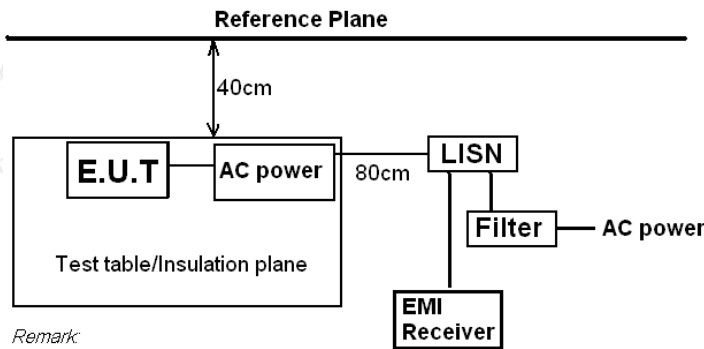 Reference Plane
40cm
E.U.T
AC power
80cm
LISN
Filter
AC power
Test table/Insulation plane
EMI
Receiver
Remark: